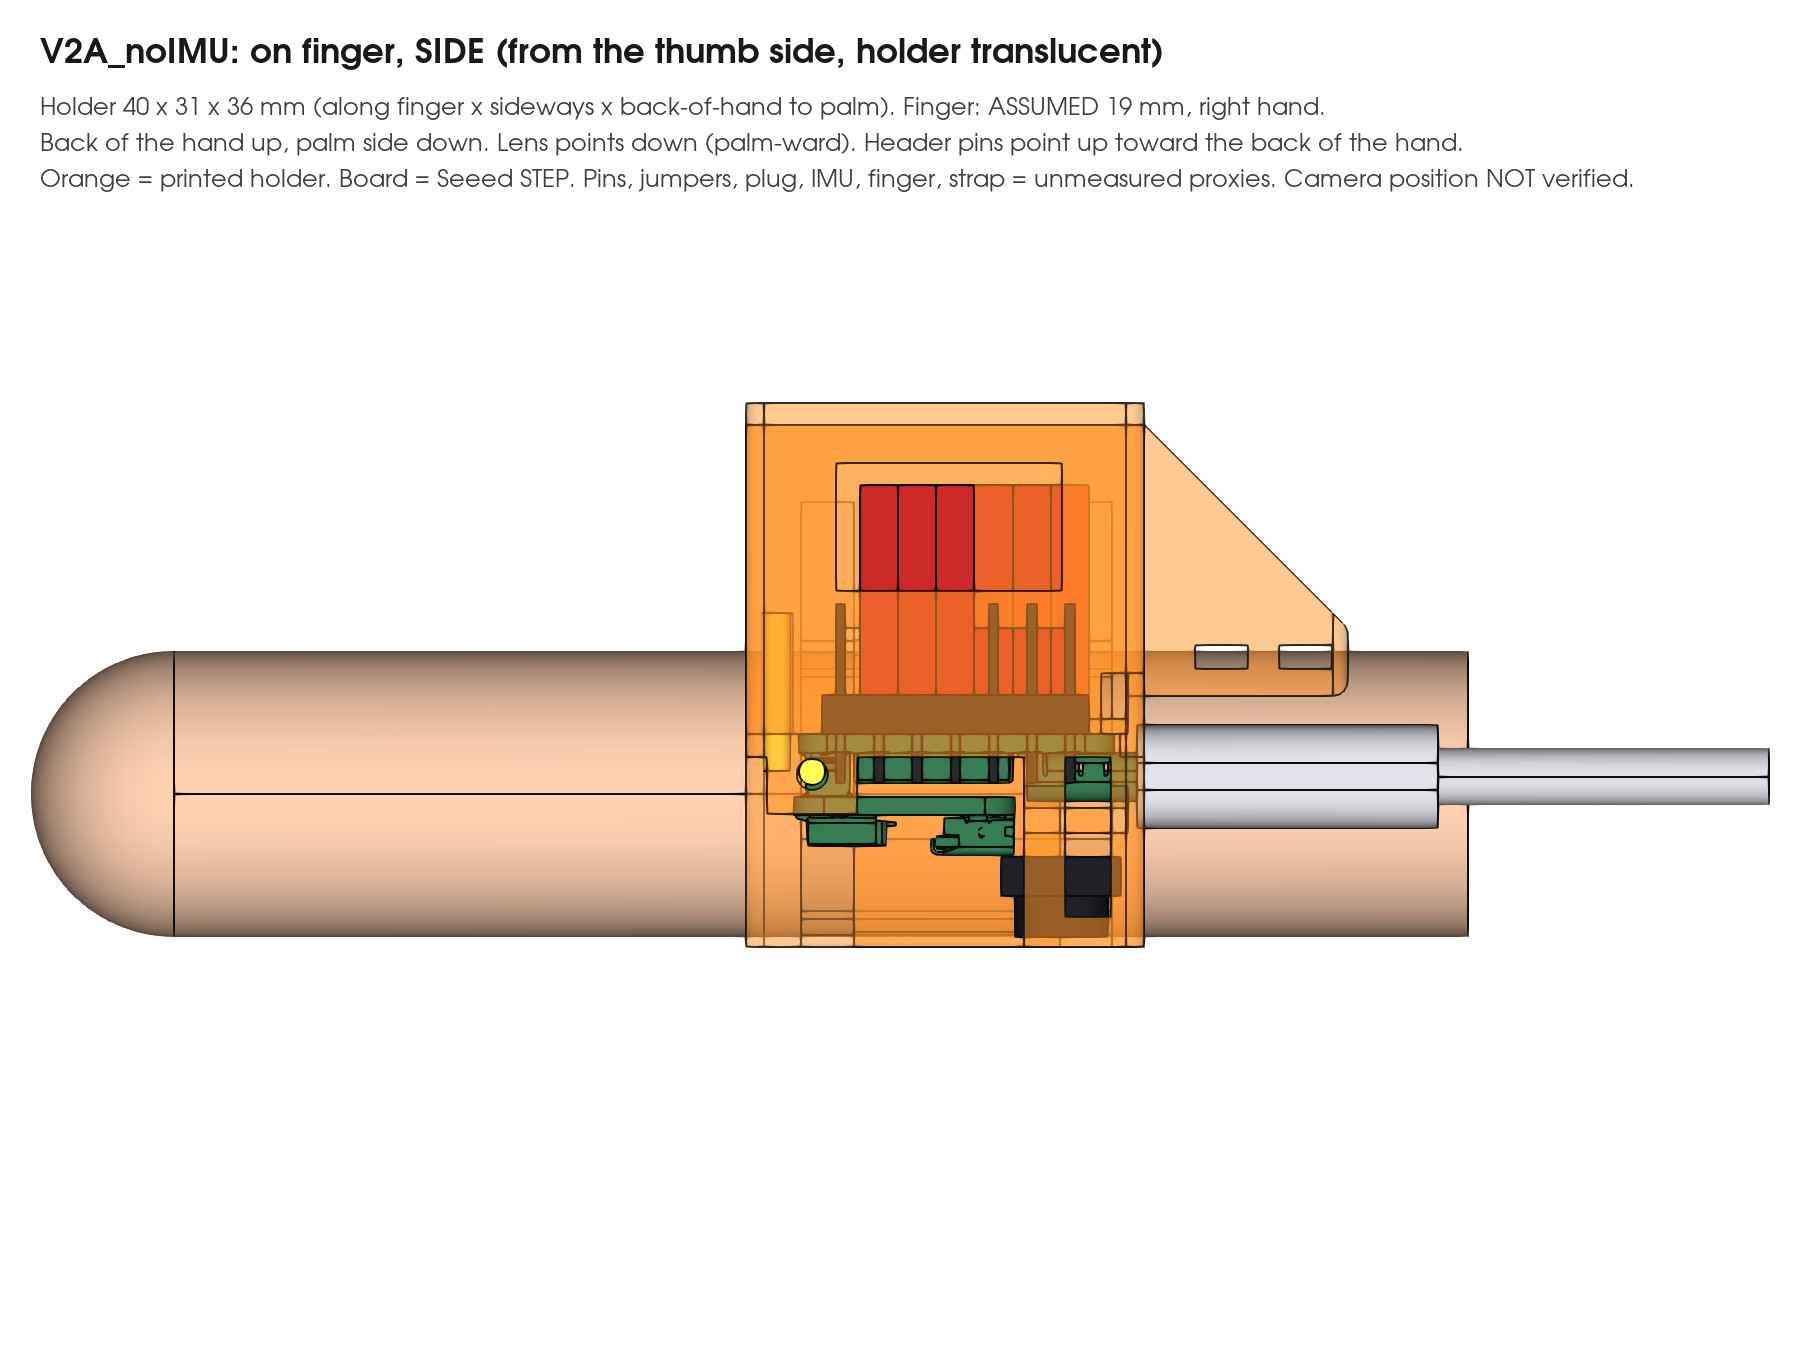 V2A_noIMU: on finger, SIDE (from the thumb side, holder translucent)
Holder 40 x 31 x 36 mm (along finger x sideways x back-of-hand to palm). Finger: ASSUMED 19 mm, right hand.
Back of the hand up, palm side down. Lens points down (palm-ward). Header pins point up toward the back of the hand.
Orange = printed holder. Board = Seeed STEP. Pins, jumpers, plug, IMU, finger, strap = unmeasured proxies. Camera position NOT verified.